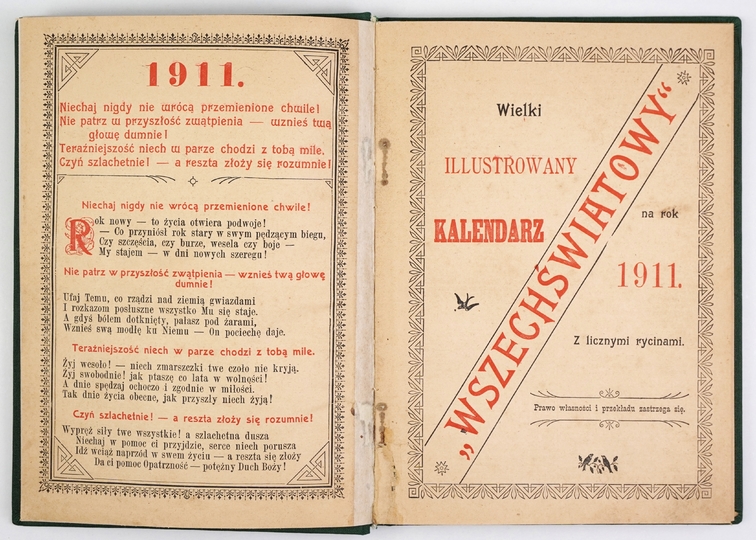 1911.
Niechaj nigdy nie wrócą przemienione chwile!
Nie patrz w przyszłość zwątpienia — wznieś twą
głowę dumnie!
Teraźniejszość niech w parze chodzi z tobą mile.
Czyń szlachetnie! — a reszta złoży się rozumnie!
Niechaj nigdy nie wrócą przemienione chwile!
Rok nowy — to życia otwiera podwoje!
— Co przyniósł rok stary w swym pędzącym biegu,
Czy szczęścia, czy burze, wesela czy boje —
My stajem — w dni nowych szeregu!
Nie patrz w przyszłość zwątpienia — wznieś twą głowę
dumnie!
Ufaj Temu, co rządzi nad ziemią gwiazdami
I rozkazom posłuszne wszystko Mu się staje.
A gdyś bólem dotknięty, pałasz pod żarami,
Wznieś swą modłę ku Niemu — On pociechę daje.
Teraźniejszość niech w parze chodzi z tobą mile.
Żyj wesoło! — niech zmarszczki twe czoło nie kryją.
Żyj swobodnie! jak ptaszę co lata w wolności!
A dnie spędzaj ochoczo i zgodnie w miłości.
Tak dnie życia obecne, jak przyszły niech żyją!
Czyń szlachetnie! — a reszta złoży się rozumnie!
Wypręż siły twe wszystkie! a szlachetna dusza
Niechaj w pomoc ci przyjdzie, serce niech porusza
Idź wciąż naprzód w swem życiu — a reszta się złoży
Da ci pomoc Opatrzność — potężny Duch Boży!
Wielki
ILLUSTROWANY
KALENDARZ
„WSZECHŚWIATOWY“
na rok
1911.
Z licznymi rycinami.
Prawo własności i przekładu zastrzega się.